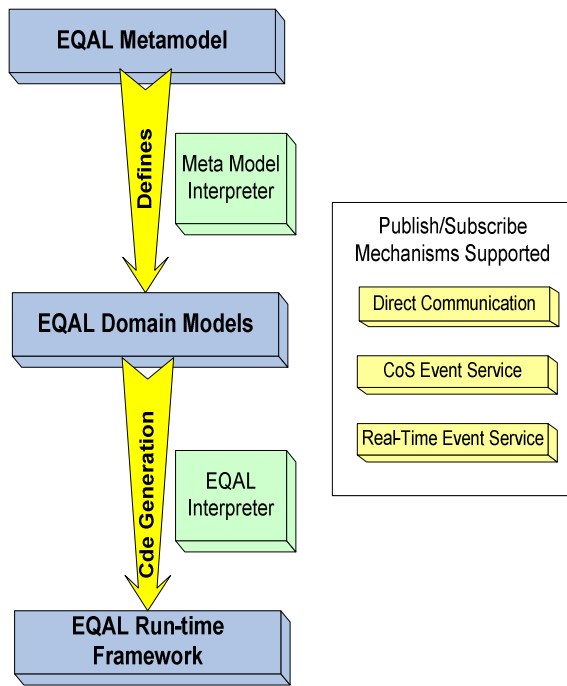 EQAL Metamodel
Defines
Meta Model
Interpreter
EQAL Domain Models
Cde Generation
EQAL
Interpreter
EQAL Run-time
Framework
Publish/Subscribe
Mechanisms Supported
Direct Communication
CoS Event Service
Real-Time Event Service